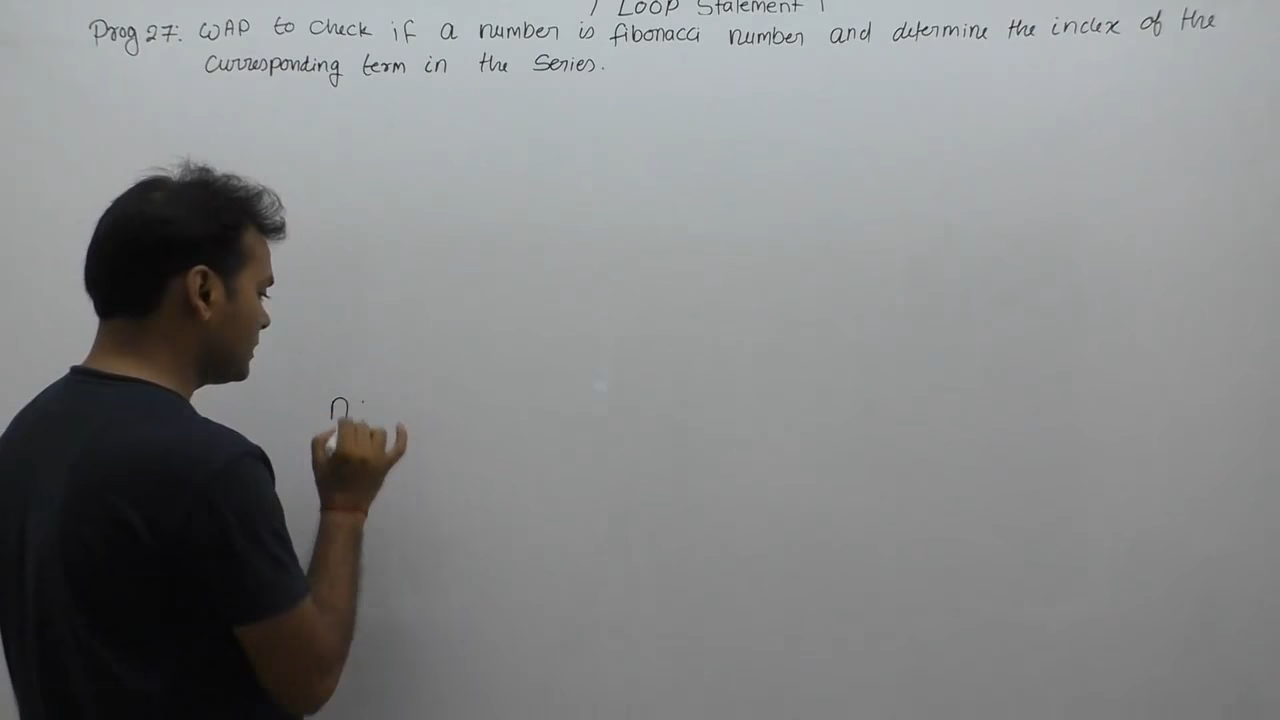 LOOP Statement
Prog 27: WAP to check if a number is fibonacci number and determine the index of the
Curresponding term in the Series.
n